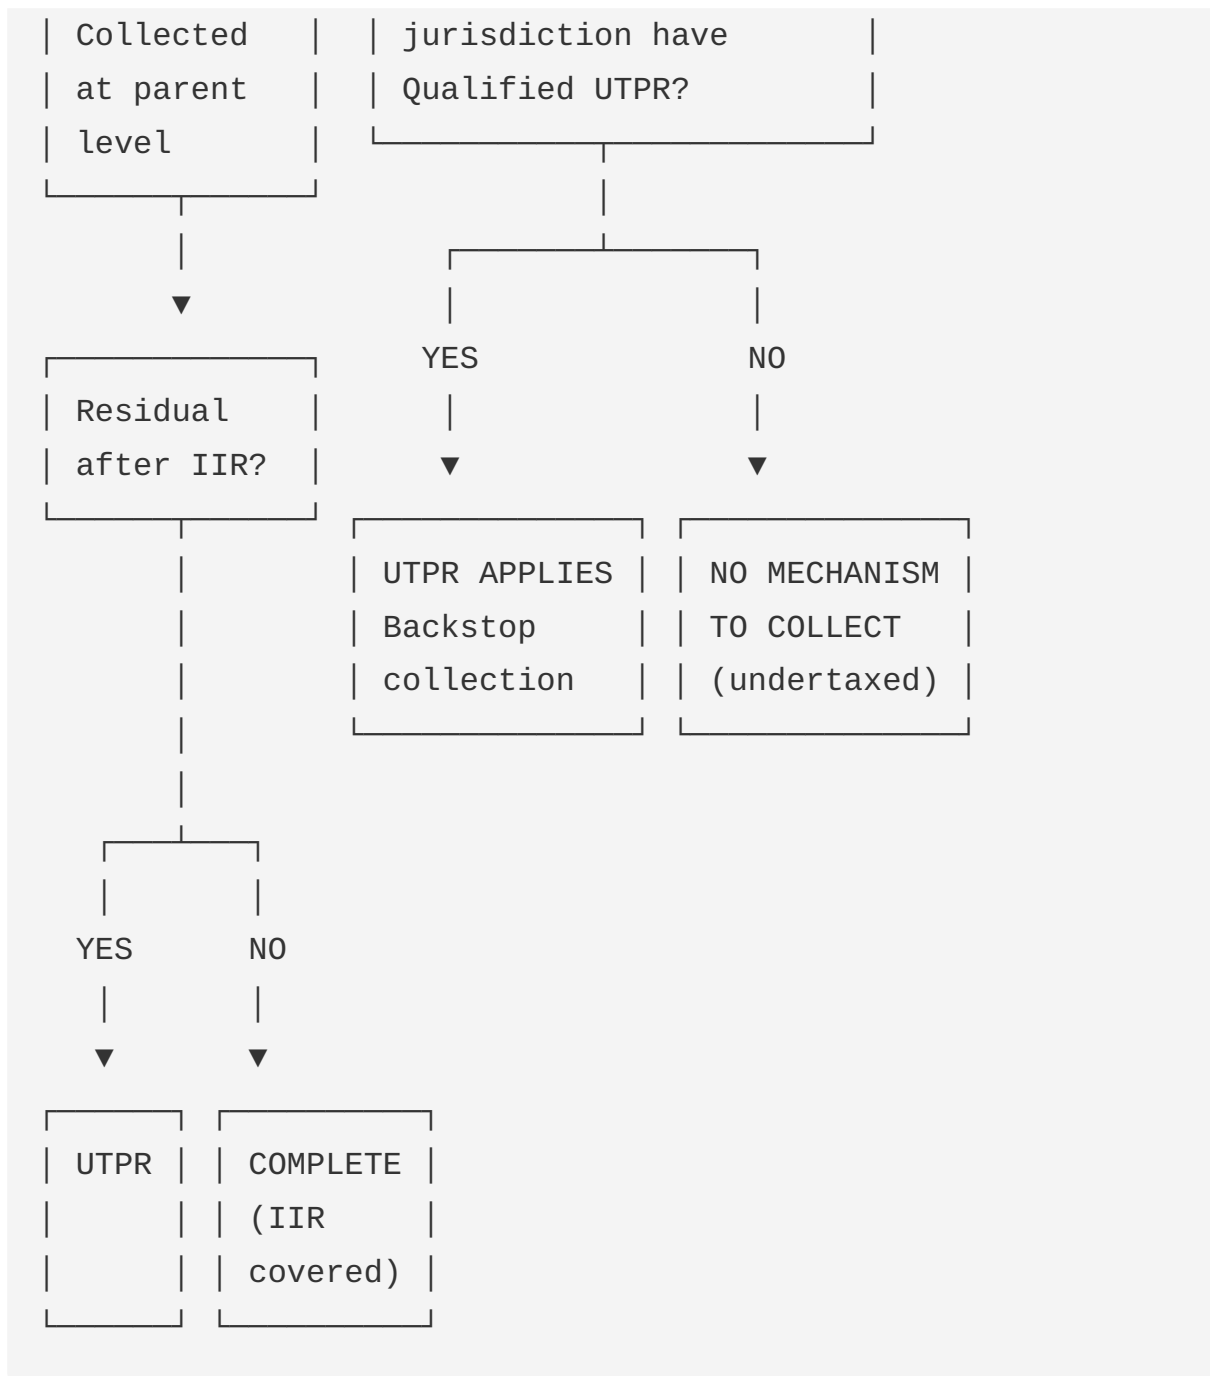 Collected
at parent
level
jurisdiction have
Qualified UTPR?
YES
NO
Residual
after IIR?
UTPR APPLIES
Backstop
collection
NO MECHANISM
TO COLLECT
(undertaxed)
YES
NO
UTPR
COMPLETE
(IIR
covered)